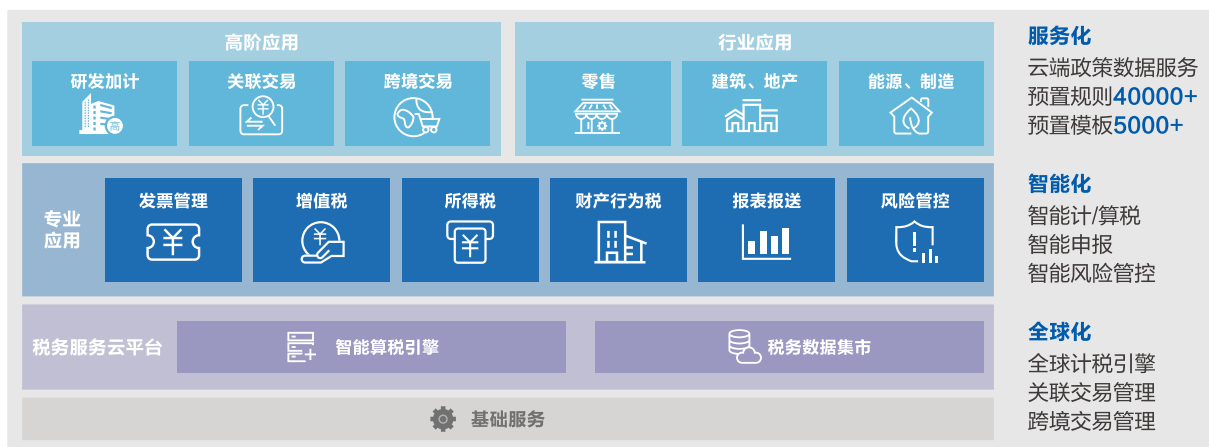 高阶应用
研发加计
关联交易
跨境交易
高
行业应用
零售
建筑、地产
能源、制造
专业
应用
发票管理
增值税
所得税
财产行为税
报表报送
风险管控
税务服务云平台
智能算税引擎
税务数据集市
基础服务
服务化
云端政策数据服务
预置规则40000+
预置模板5000+
智能化
智能计/算税
智能申报
智能风险管控
全球化
全球计税引擎
关联交易管理
跨境交易管理